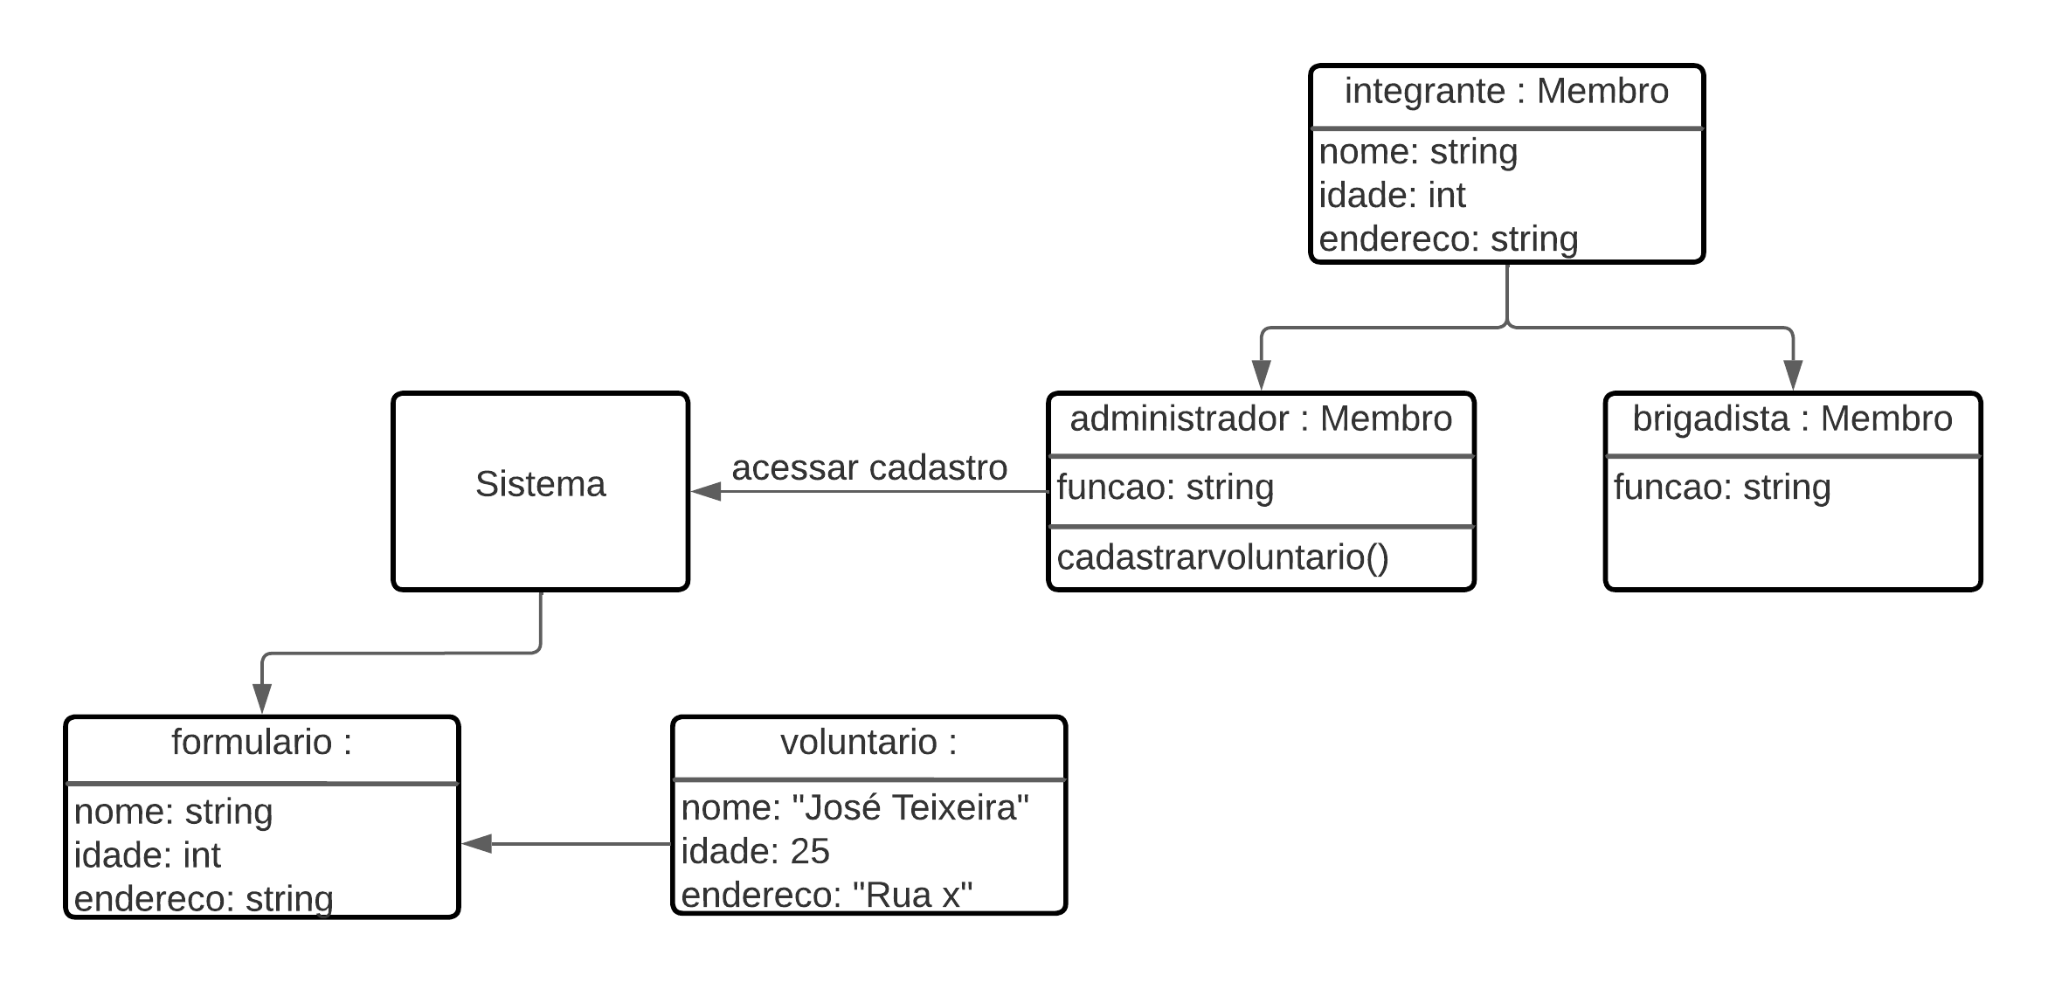 integrante : Membro
nome: string
idade: int
endereco: string
Sistema
acessar cadastro
administrador : Membro
funcao: string
cadastrarvoluntario()
brigadista : Membro
funcao: string
formulario :
nome: string
idade: int
endereco: string
voluntario :
nome: "José Teixeira"
idade: 25
endereco: "Rua x"